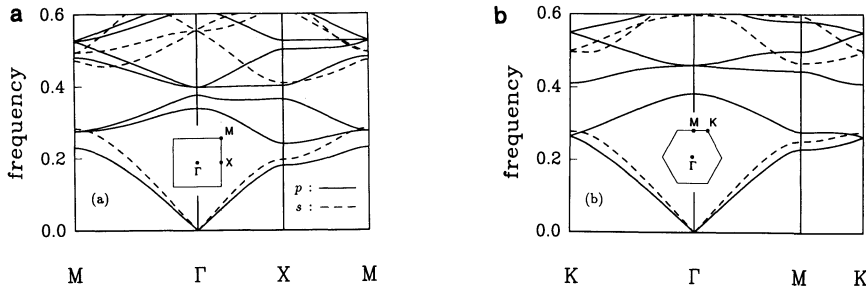 a
frequency
0.6
0.4
0.2
0.0
M
X
Γ
(a)
p :
s :
M Γ X M
b
frequency
0.6
0.4
0.2
0.0
M K
Γ
(b)
K Γ M K